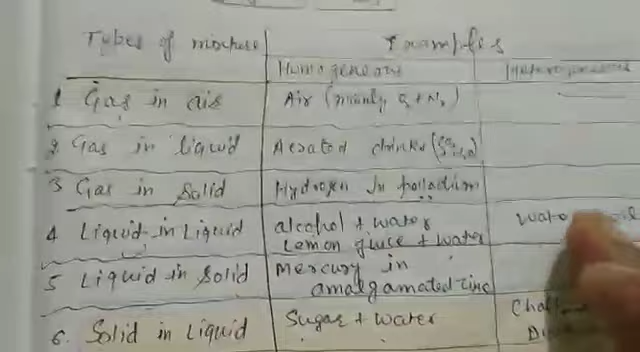 Types of mixture Examples
Homogeneous Heterogeneous
1 Gas in air Air (mainly O2 + N2)
2 Gas in liquid Aerated drinks
3 Gas in Solid Hydrogen In palladium
4 Liquid in Liquid alcohol + water
Lemon juice + water
5 Liquid in Solid Mercury in
amalgamated zinc
6. Solid in Liquid Sugar + water